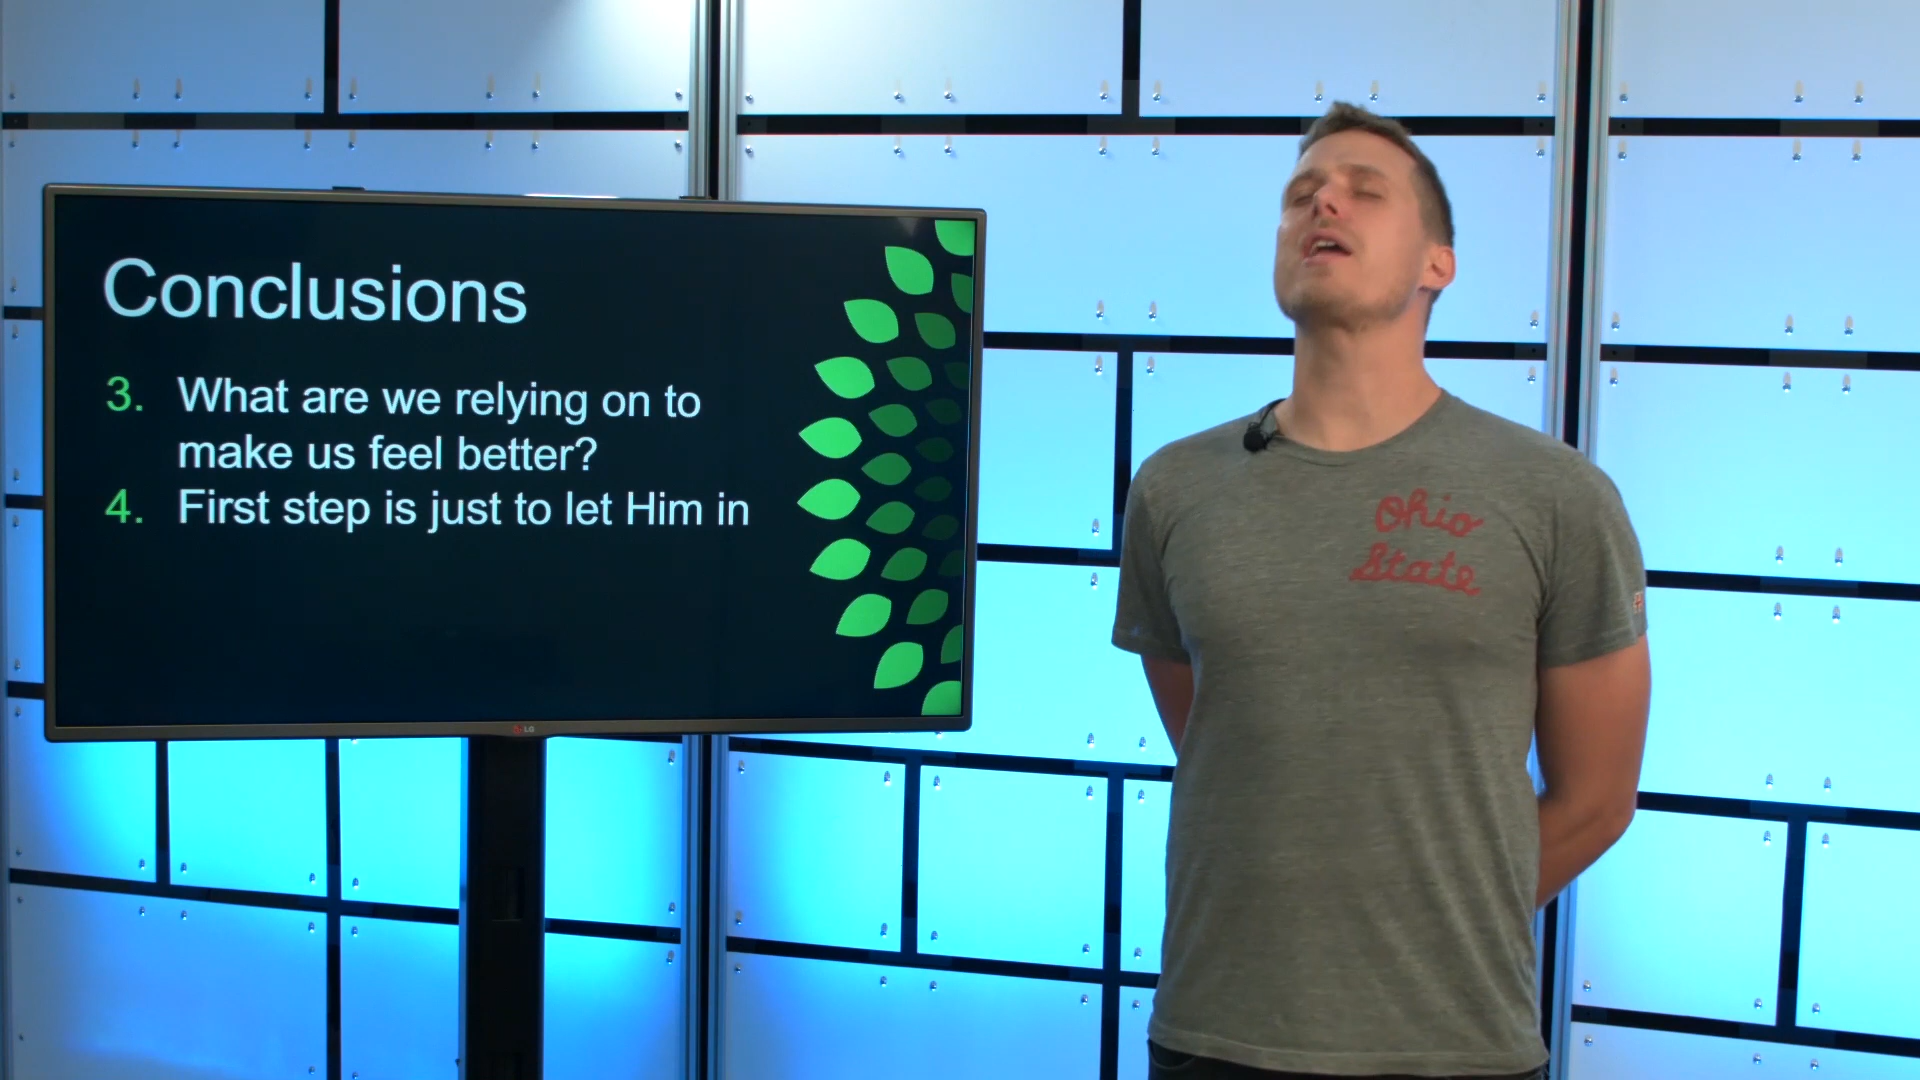 Conclusions
3. What are we relying on to
make us feel better?
4. First step is just to let Him in
LG
Ohio
State